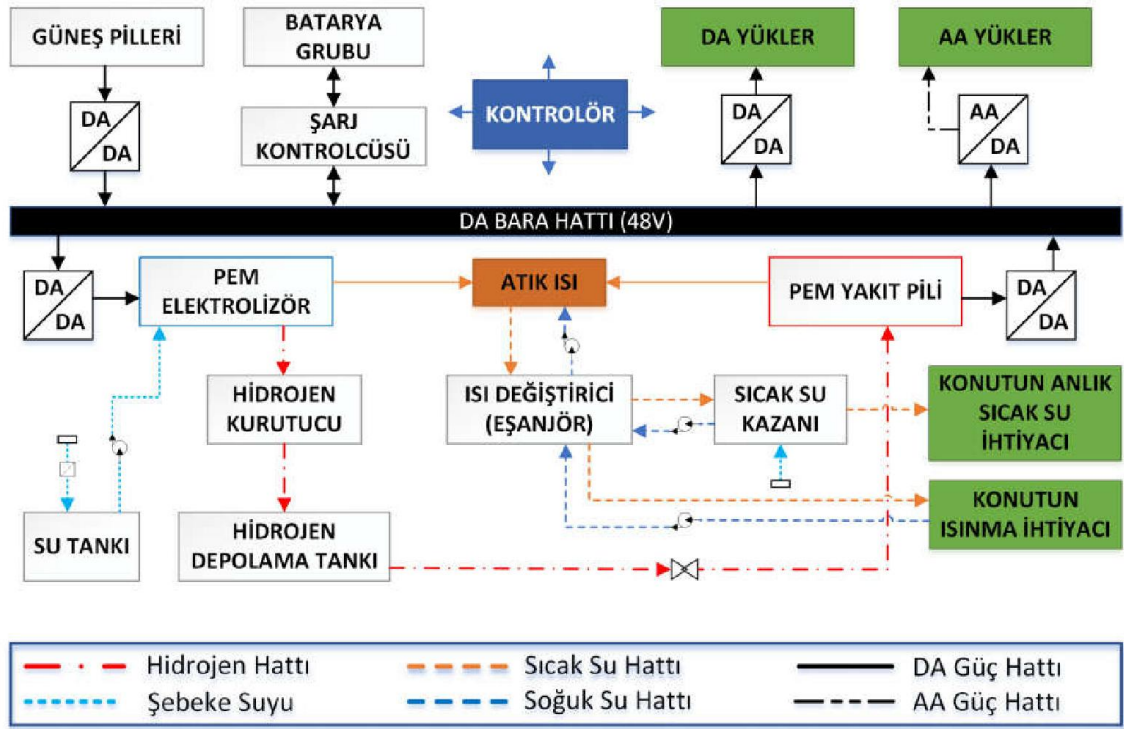 GÜNEŞ PİLLERİ
BATARYA
GRUBU
DA YÜKLER
AA YÜKLER
DA
DA
ŞARJ
KONTROLCÜSÜ
KONTROLÖR
DA
DA
AA
DA
DA BARA HATTI (48V)
DA
DA
PEM
ELEKTROLİZÖR
ATIK ISI
PEM YAKIT PİLİ
DA
DA
HİDROJEN
KURUTUCU
ISI DEĞİŞTİRİCİ
(EŞANJÖR)
SICAK SU
KAZANI
KONUTUN ANLIK
SICAK SU
İHTİYACI
SU TANKI
HİDROJEN
DEPOLAMA TANKI
KONUTUN
ISINMA İHTİYACI
Hidrojen Hattı
Sıcak Su Hattı
DA Güç Hattı
Şebeke Suyu
Soğuk Su Hattı
AA Güç Hattı